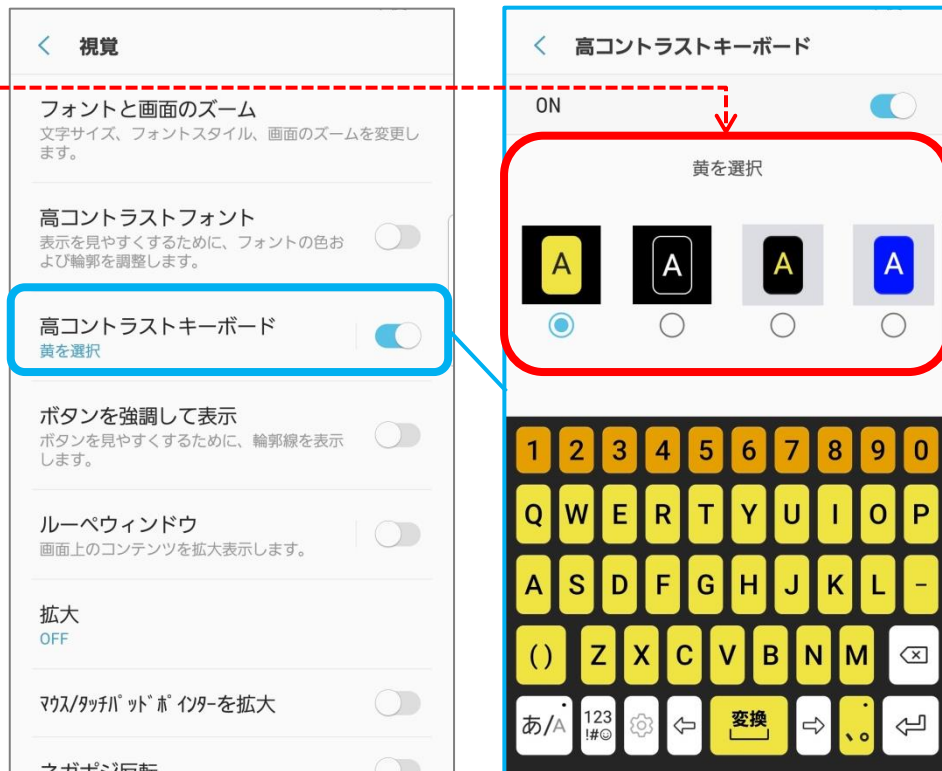 視覚
フォントと画面のズーム
文字サイズ、フォントスタイル、画面のズームを変更し
ます。
高コントラストフォント
表示を見やすくするために、フォントの色お
よび輪郭を調整します。
高コントラストキーボード
黄を選択
ボタンを強調して表示
ボタンを見やすくするために、輪郭線を表示
します。
ルーペウィンドウ
画面上のコンテンツを拡大表示します。
拡大
OFF
マウス/タッチパッドポインターを拡大
ネガポジ反転
高コントラストキーボード
ON
黄を選択
A A A A
1 2 3 4 5 6 7 8 9 0
Q W E R T Y U I O P
A S D F G H J K L -
() Z X C V B N M
あ/A 123 変換 、。
!#☺